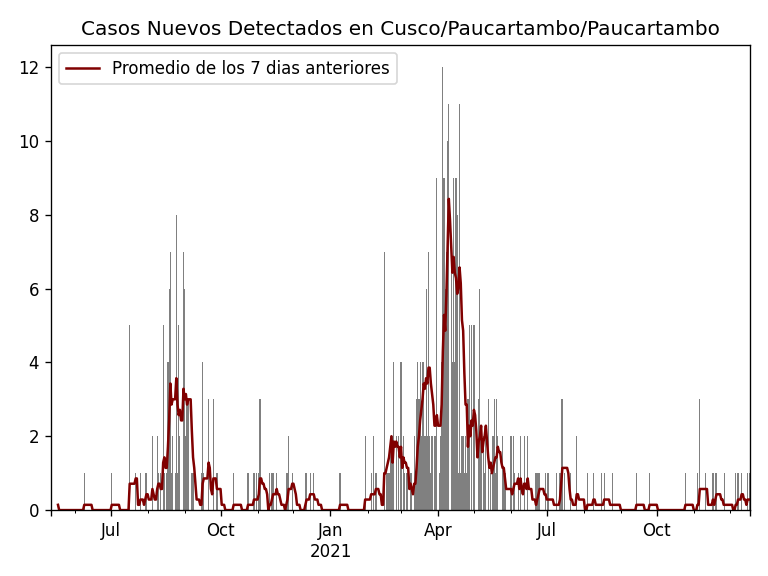 Casos Nuevos Detectados en Cusco/Paucartambo/Paucartambo
Promedio de los 7 dias anteriores
12
10
8
6
4
2
0
Jul
Oct
Jan
2021
Apr
Jul
Oct